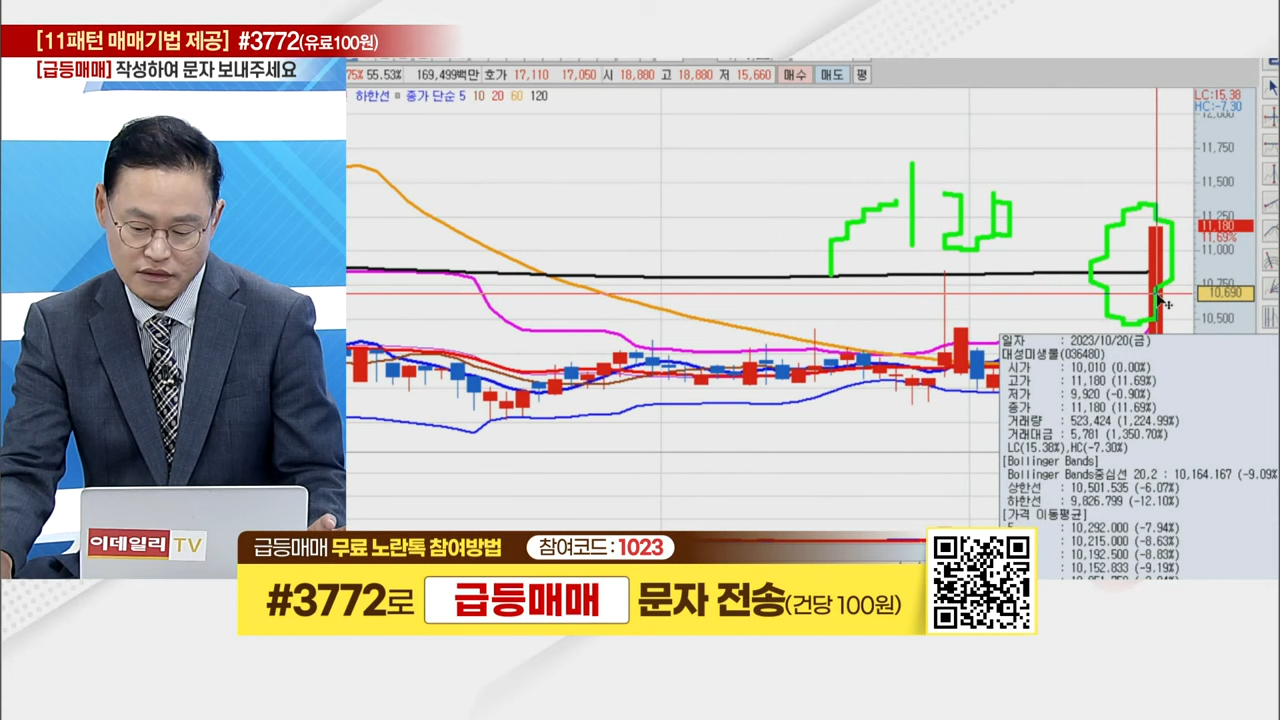 [11패턴 매매기법 제공] #3772(유료100원)
[급등매매] 작성하여 문자 보내주세요
75% 55.53% 169,499백만 호가 17,110 17,050 시 18,880 고 18,880 저 15,660 매수 매도 평
하한선 종가 단순 5 10 20 60 120
LC:15.38
HC:-7.30
12,000
11,750
11,500
11,250
11,180
11.69%
11,000
10,750
10,690
10,500
120
일자 : 2023/10/20(금)
대성미생물(036480)
시가 : 10,010 (0.00%)
고가 : 11,180 (11.69%)
저가 : 9,920 (-0.90%)
종가 : 11,180 (11.69%)
거래량 : 523,424 (1,224.99%)
거래대금 : 5,781 (1,350.70%)
LC(15.38%),HC(-7.30%)
[Bollinger Bands]
Bollinger Bands중심선 20,2 : 10,164.167 (-9.09%
상한선 : 10,501.535 (-6.07%)
하한선 : 9,826.799 (-12.10%)
[가격 이동평균]
5 : 10,292.000 (-7.94%)
: 10,215.000 (-8.63%)
: 10,192.500 (-8.83%)
: 10,152.833 (-9.19%)
이데일리 TV
급등매매 무료 노란톡 참여방법 참여코드 : 1023
#3772로 급등매매 문자 전송(건당 100원)